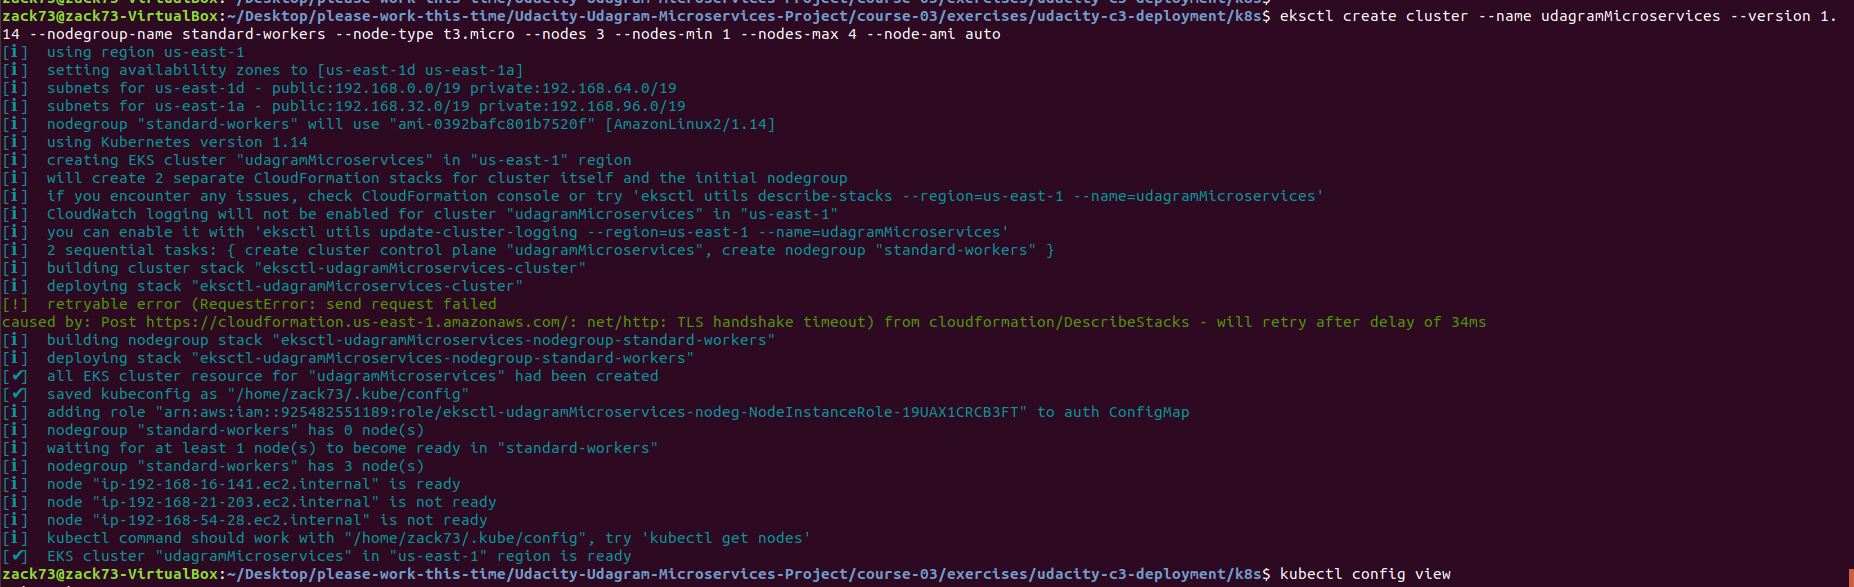 zack73@zack73-VirtualBox:~/Desktop/please-work-this-time/Udacity-Udagram-Microservices-Project/course-03/exercises/udacity-c3-deployment/k8s$
zack73@zack73-VirtualBox:~/Desktop/please-work-this-time/Udacity-Udagram-Microservices-Project/course-03/exercises/udacity-c3-deployment/k8s$ eksctl create cluster --name udagramMicroservices --version 1.
14 --nodegroup-name standard-workers --node-type t3.micro --nodes 3 --nodes-min 1 --nodes-max 4 --node-ami auto
[ℹ]  using region us-east-1
[ℹ]  setting availability zones to [us-east-1d us-east-1a]
[ℹ]  subnets for us-east-1d - public:192.168.0.0/19 private:192.168.64.0/19
[ℹ]  subnets for us-east-1a - public:192.168.32.0/19 private:192.168.96.0/19
[ℹ]  nodegroup "standard-workers" will use "ami-0392bafc801b7520f" [AmazonLinux2/1.14]
[ℹ]  using Kubernetes version 1.14
[ℹ]  creating EKS cluster "udagramMicroservices" in "us-east-1" region
[ℹ]  will create 2 separate CloudFormation stacks for cluster itself and the initial nodegroup
[ℹ]  if you encounter any issues, check CloudFormation console or try 'eksctl utils describe-stacks --region=us-east-1 --name=udagramMicroservices'
[ℹ]  CloudWatch logging will not be enabled for cluster "udagramMicroservices" in "us-east-1"
[ℹ]  you can enable it with 'eksctl utils update-cluster-logging --region=us-east-1 --name=udagramMicroservices'
[ℹ]  2 sequential tasks: { create cluster control plane "udagramMicroservices", create nodegroup "standard-workers" }
[ℹ]  building cluster stack "eksctl-udagramMicroservices-cluster"
[ℹ]  deploying stack "eksctl-udagramMicroservices-cluster"
[!]  retryable error (RequestError: send request failed
caused by: Post https://cloudformation.us-east-1.amazonaws.com/: net/http: TLS handshake timeout) from cloudformation/DescribeStacks - will retry after delay of 34ms
[ℹ]  building nodegroup stack "eksctl-udagramMicroservices-nodegroup-standard-workers"
[ℹ]  deploying stack "eksctl-udagramMicroservices-nodegroup-standard-workers"
[✔]  all EKS cluster resource for "udagramMicroservices" had been created
[✔]  saved kubeconfig as "/home/zack73/.kube/config"
[ℹ]  adding role "arn:aws:iam::925482551189:role/eksctl-udagramMicroservices-nodeg-NodeInstanceRole-19UAX1CRCB3FT" to auth ConfigMap
[ℹ]  nodegroup "standard-workers" has 0 node(s)
[ℹ]  waiting for at least 1 node(s) to become ready in "standard-workers"
[ℹ]  nodegroup "standard-workers" has 3 node(s)
[ℹ]  node "ip-192-168-16-141.ec2.internal" is ready
[ℹ]  node "ip-192-168-21-203.ec2.internal" is not ready
[ℹ]  node "ip-192-168-54-28.ec2.internal" is not ready
[ℹ]  kubectl command should work with "/home/zack73/.kube/config", try 'kubectl get nodes'
[✔]  EKS cluster "udagramMicroservices" in "us-east-1" region is ready
zack73@zack73-VirtualBox:~/Desktop/please-work-this-time/Udacity-Udagram-Microservices-Project/course-03/exercises/udacity-c3-deployment/k8s$ kubectl config view